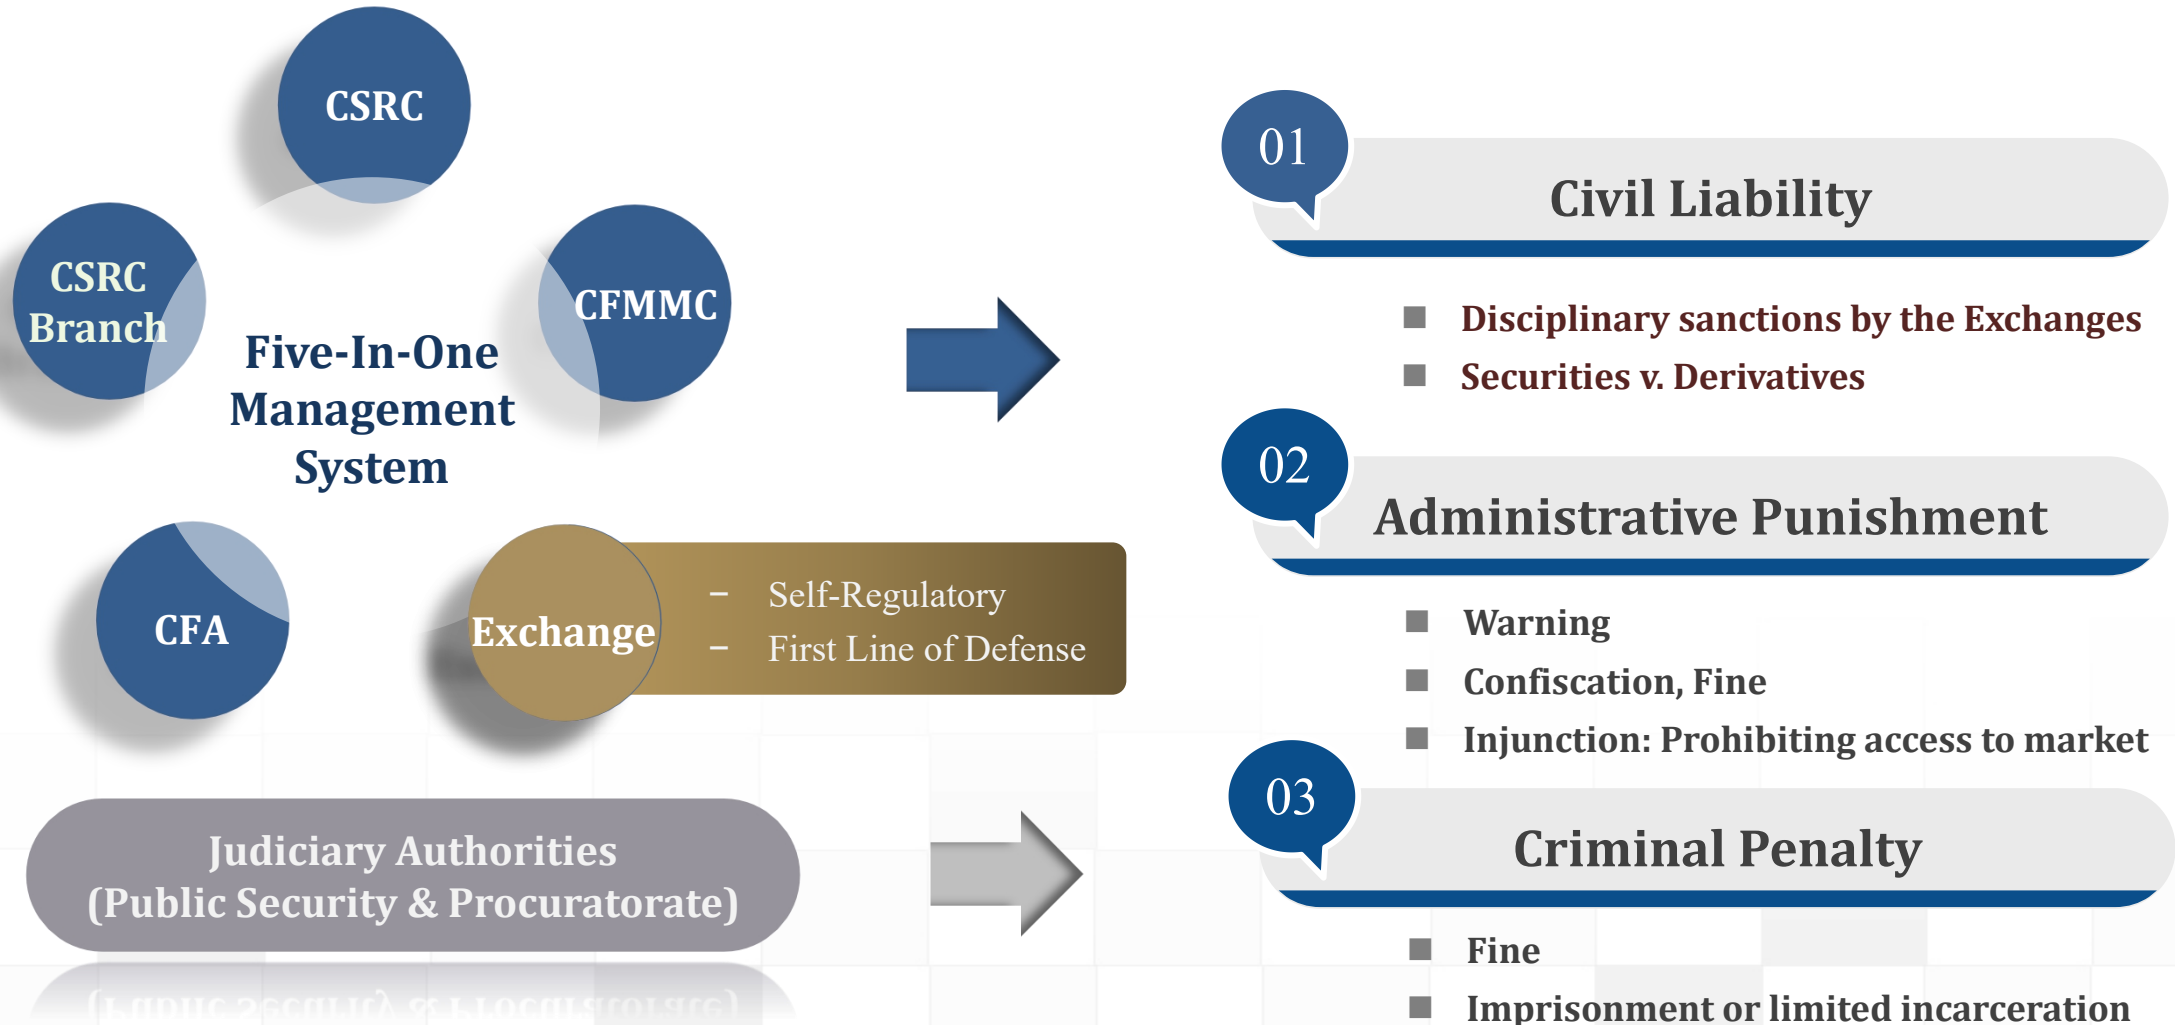 CSRC
CSRC
Branch
CFMMC
Five-In-One
Management
System
CFA
Exchange
– Self-Regulatory
– First Line of Defense
Judiciary Authorities
(Public Security & Procuratorate)
01
Civil Liability
■ Disciplinary sanctions by the Exchanges
■ Securities v. Derivatives
02
Administrative Punishment
■ Warning
■ Confiscation, Fine
■ Injunction: Prohibiting access to market
03
Criminal Penalty
■ Fine
■ Imprisonment or limited incarceration